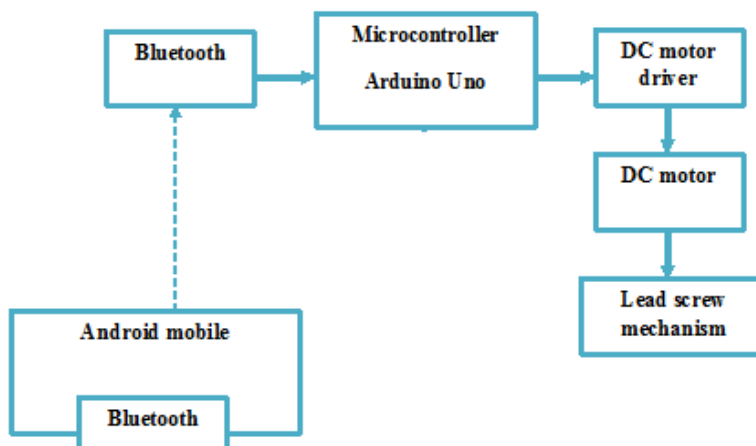 Bluetooth
Microcontroller
Arduino Uno
DC motor
driver
DC motor
Lead screw
mechanism
Android mobile
Bluetooth